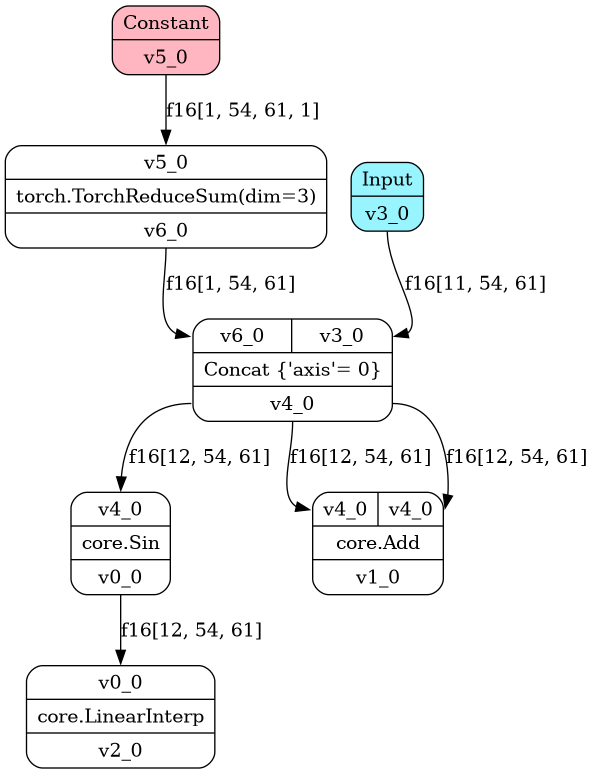 Constant
v5_0
f16[1, 54, 61, 1]
v5_0
torch.TorchReduceSum(dim=3)
v6_0
Input
v3_0
f16[1, 54, 61]
f16[11, 54, 61]
v6_0 v3_0
Concat {'axis'= 0}
v4_0
f16[12, 54, 61]
f16[12, 54, 61]
f16[12, 54, 61]
v4_0
core.Sin
v0_0
v4_0 v4_0
core.Add
v1_0
f16[12, 54, 61]
v0_0
core.LinearInterp
v2_0